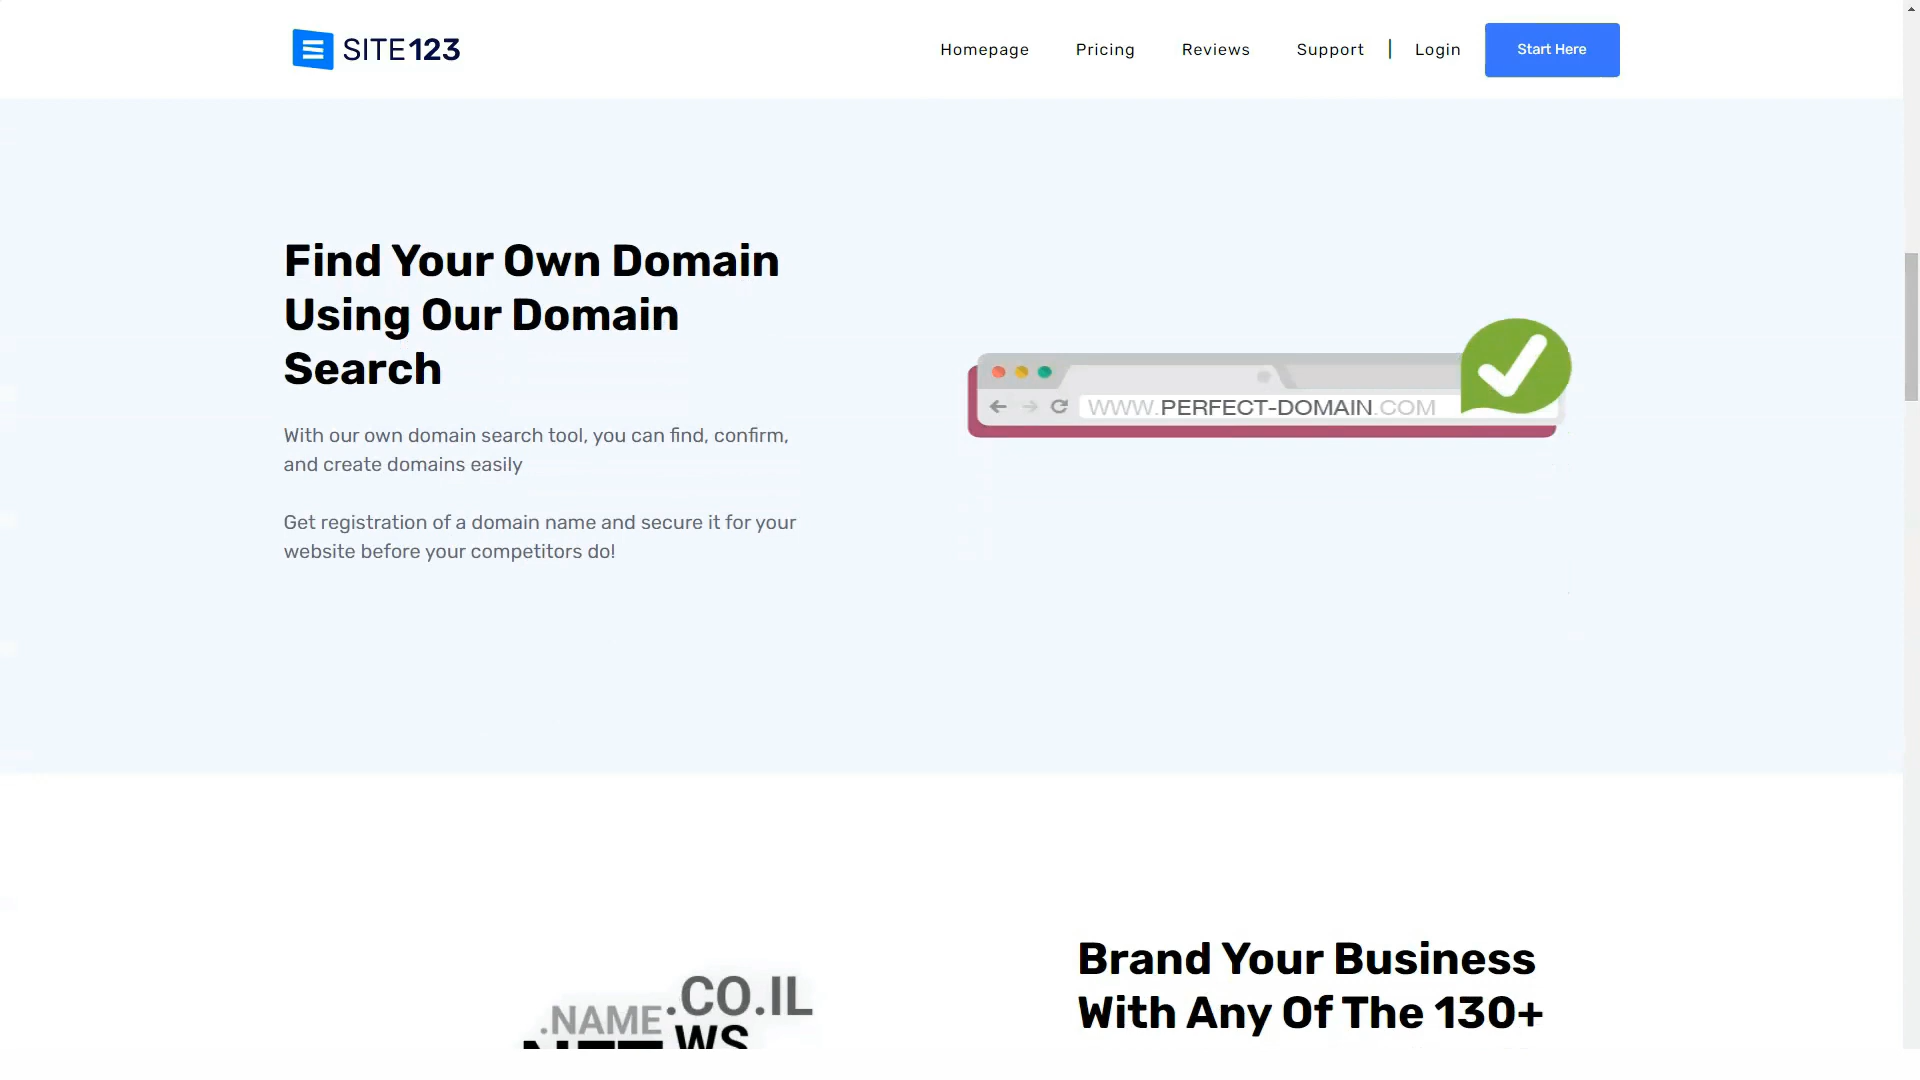 SITE123
Homepage
Pricing
Reviews
Support
Login
Start Here
Find Your Own Domain
Using Our Domain
Search
With our own domain search tool, you can find, confirm,
and create domains easily
Get registration of a domain name and secure it for your
website before your competitors do!
WWW.PERFECT-DOMAIN.COM
.CO.IL
.NAME
Brand Your Business
With Any Of The 130+